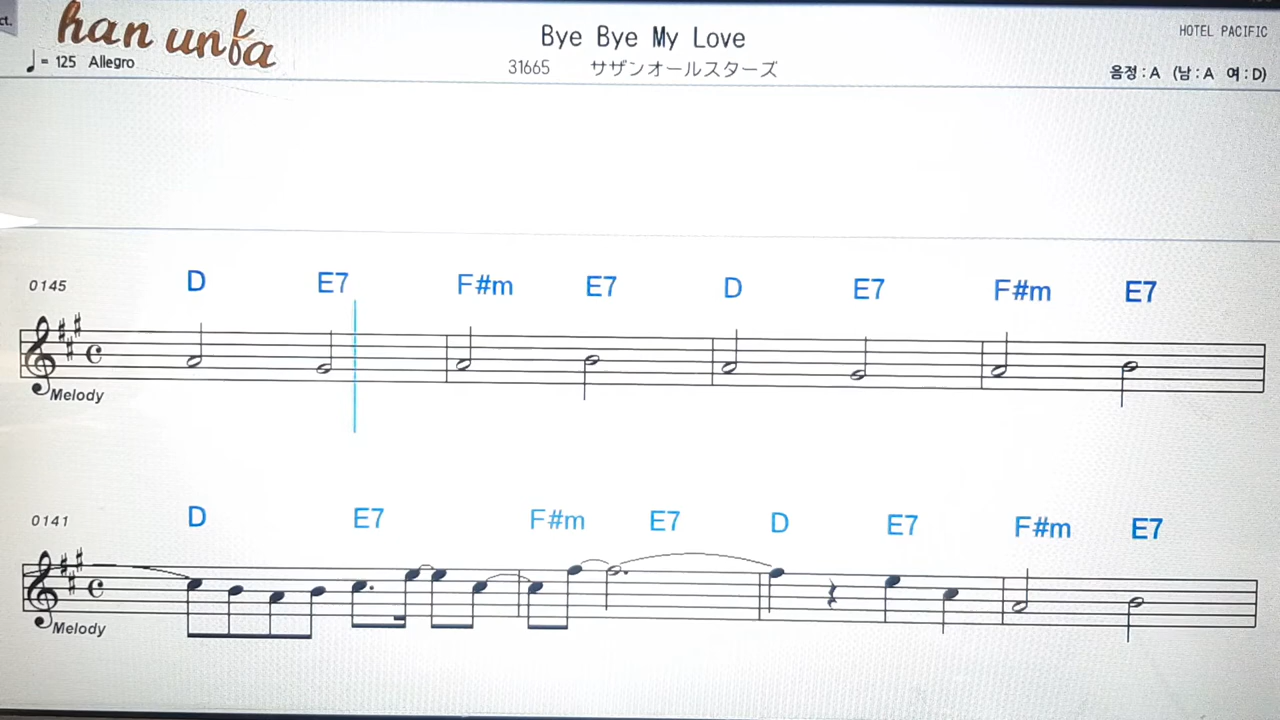 ct.
han unfa
Bye Bye My Love
HOTEL PACIFIC
= 125 Allegro
31665 サザンオールスターズ
음정 : A (남 : A 여 : D)
D E7 F#m E7 D E7 F#m E7
0145
Melody
D E7 F#m E7 D E7 F#m E7
0141
Melody